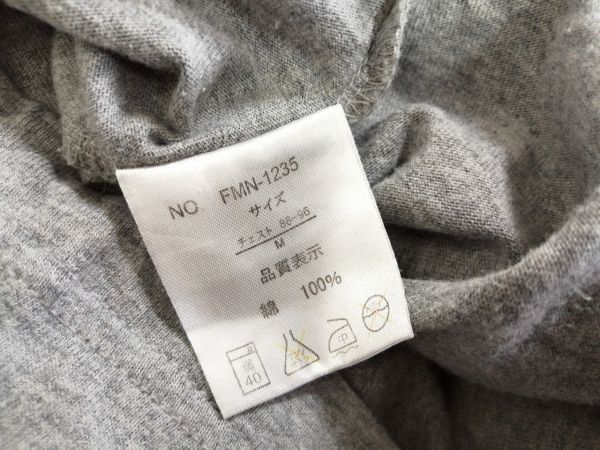 NO. FMN-1235
サイズ
チェスト 88-96
M
品質表示
綿 100%
弱 中
40